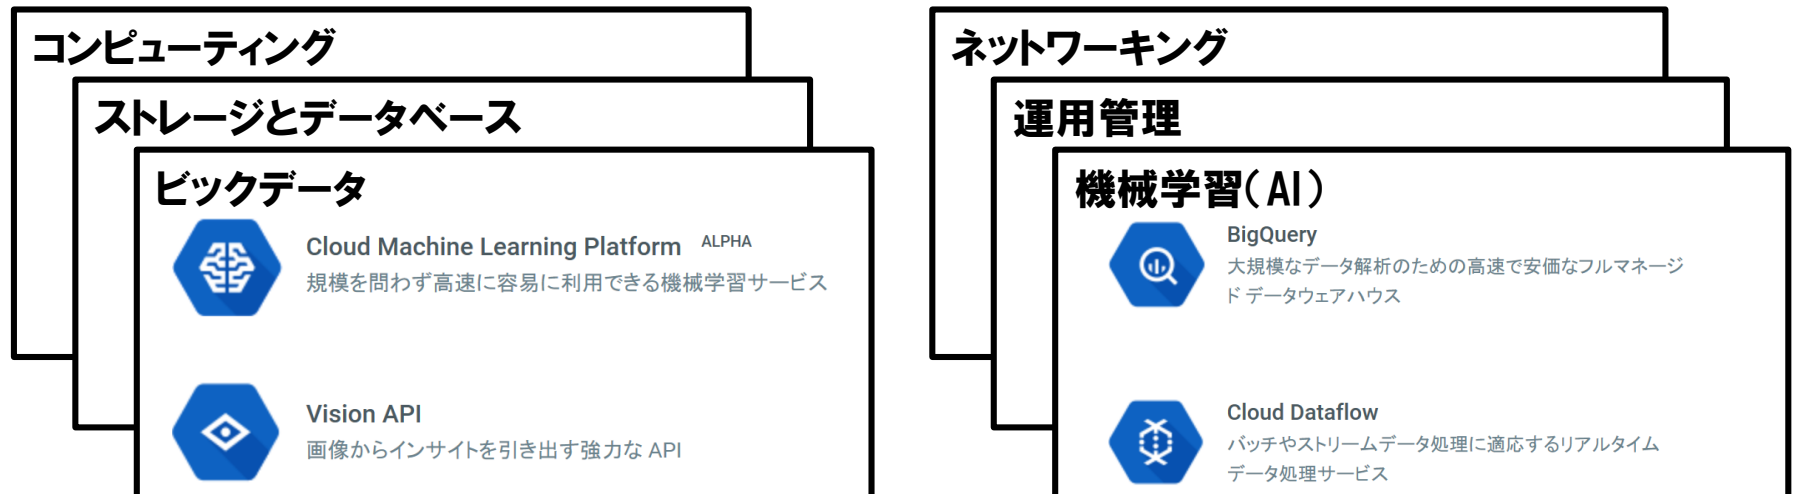 コンピューティング
ストレージとデータベース
ビックデータ
Cloud Machine Learning Platform ALPHA
規模を問わず高速に容易に利用できる機械学習サービス
Vision API
画像からインサイトを引き出す強力な API
ネットワーキング
運用管理
機械学習（AI）
BigQuery
大規模なデータ解析のための高速で安価なフルマネージ
ド データウェアハウス
Cloud Dataflow
バッチやストリームデータ処理に適応するリアルタイム
データ処理サービス